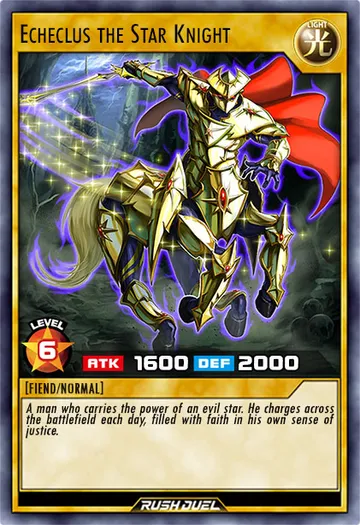 Echeclus the Star Knight
LIGHT
光
LEVEL
6
ATK 1600 DEF 2000
[FIEND/NORMAL]
A man who carries the power of an evil star. He charges across
the battlefield each day, filled with faith in his own sense of
justice.
RUSH DUEL